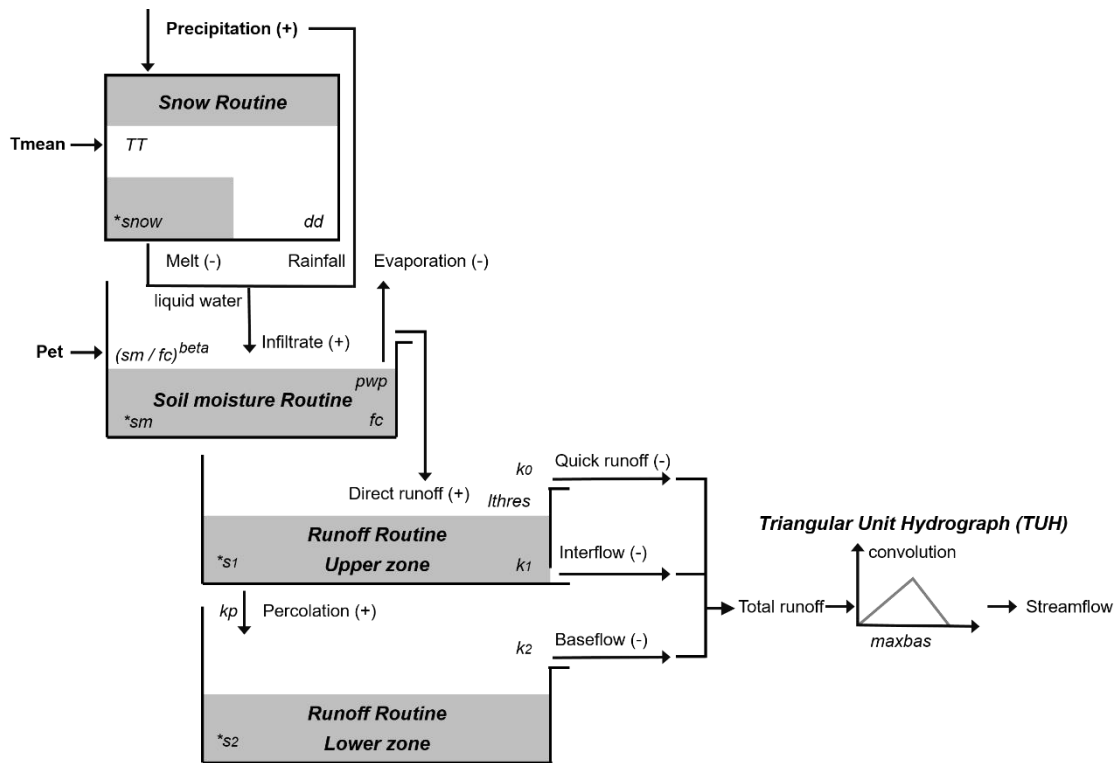 Precipitation (+)
Snow Routine
Tmean
TT
*snow
dd
Melt (-)
Rainfall
Evaporation (-)
liquid water
Infiltrate (+)
Pet
(sm / fc)^beta
pwp
Soil moisture Routine
*sm
fc
k0
Quick runoff (-)
Direct runoff (+)
lthres
Runoff Routine
Upper zone
*s1
k1
Interflow (-)
Triangular Unit Hydrograph (TUH)
convolution
kp
Percolation (+)
Total runoff
Streamflow
maxbas
k2
Baseflow (-)
Runoff Routine
Lower zone
*s2